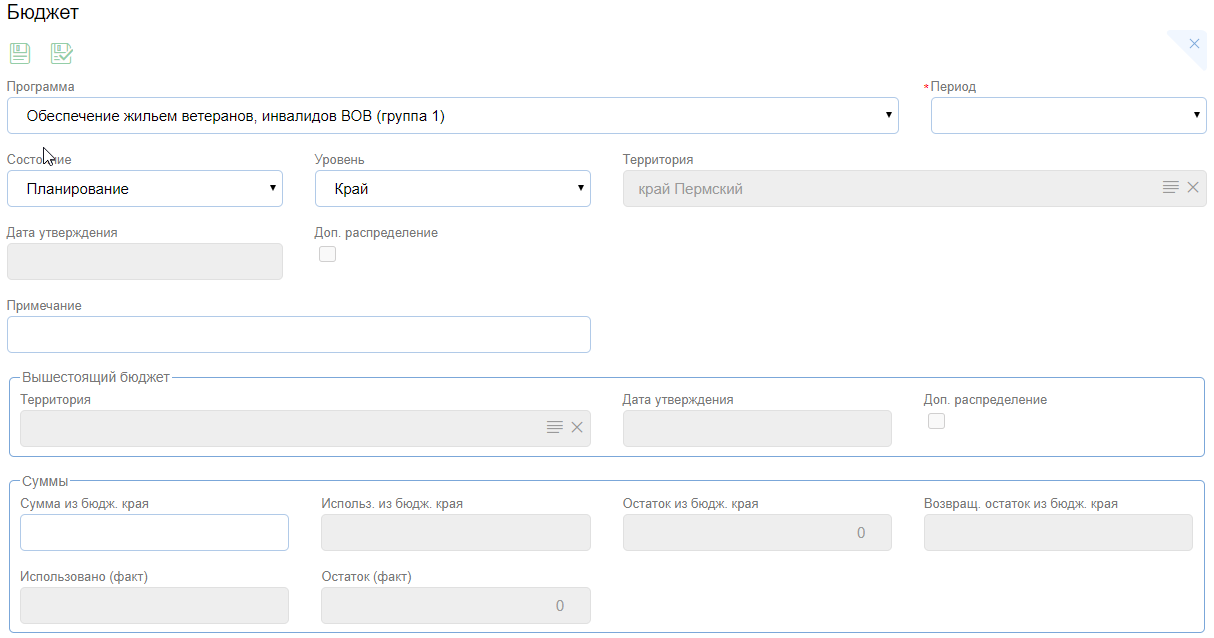 Бюджет
Программа *Период
Обеспечение жильем ветеранов, инвалидов ВОВ (группа 1)
Состояние Уровень Территория
Планирование Край край Пермский
Дата утверждения Доп. распределение
Примечание
Вышестоящий бюджет
Территория Дата утверждения Доп. распределение
Суммы
Сумма из бюдж. края Использ. из бюдж. края Остаток из бюдж. края Возвращ. остаток из бюдж. края
0
Использовано (факт) Остаток (факт)
0